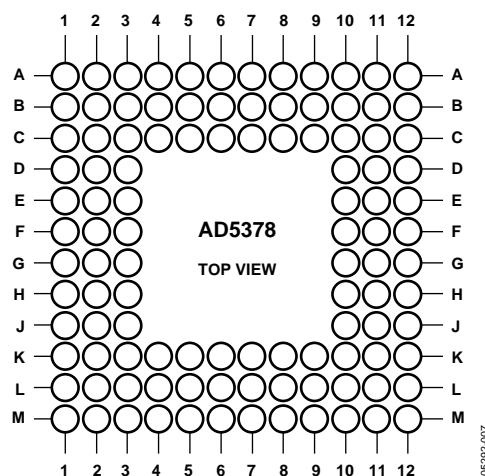 1 2 3 4 5 6 7 8 9 10 11 12
A A
B B
C C
D D
E E
F AD5378 F
G TOP VIEW G
H H
J J
K K
L L
M M
1 2 3 4 5 6 7 8 9 10 11 12
05292-007